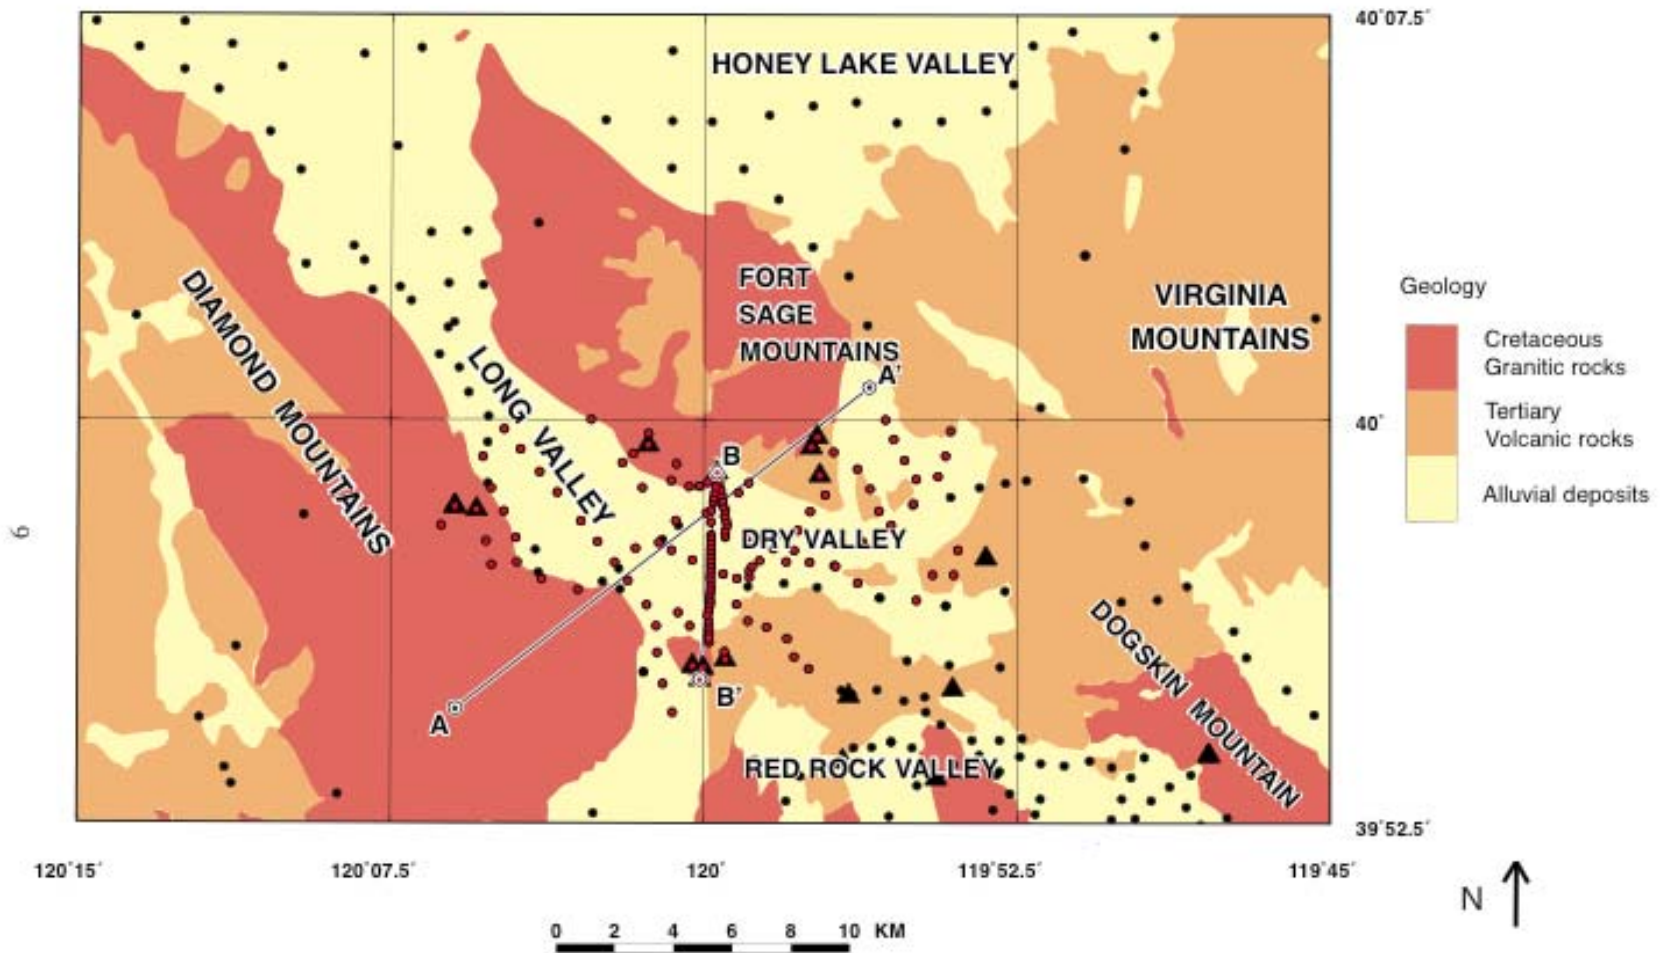 40°07.5'
HONEY LAKE VALLEY
FORT
SAGE
MOUNTAINS
VIRGINIA
MOUNTAINS
DIAMOND MOUNTAINS
LONG VALLEY
A'
40°
B
DRY VALLEY
DOGSKIN MOUNTAIN
A
B'
RED ROCK VALLEY
39°52.5'
120°15'
120°07.5'
120°
119°52.5'
119°45'
Geology
Cretaceous
Granitic rocks
Tertiary
Volcanic rocks
Alluvial deposits
9
N
0 2 4 6 8 10 KM